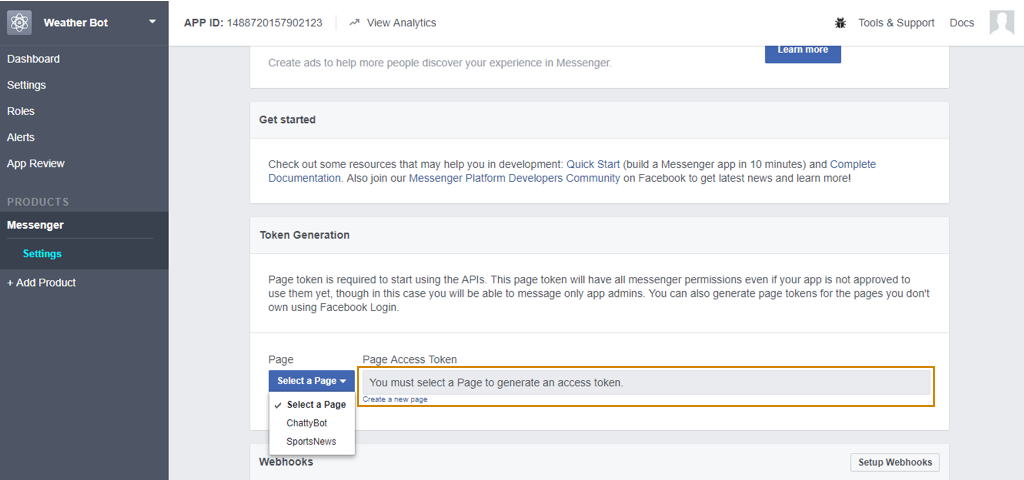 Weather Bot
APP ID: 1488720157902123
View Analytics
Tools & Support
Docs
Dashboard
Settings
Roles
Alerts
App Review
PRODUCTS
Messenger
Settings
+ Add Product
Create ads to help more people discover your experience in Messenger.
Learn more
Get started
Check out some resources that may help you in development: Quick Start (build a Messenger app in 10 minutes) and Complete
Documentation. Also join our Messenger Platform Developers Community on Facebook to get latest news and learn more!
Token Generation
Page token is required to start using the APIs. This page token will have all messenger permissions even if your app is not approved to
use them yet, though in this case you will be able to message only app admins. You can also generate page tokens for the pages you don't
own using Facebook Login.
Page
Page Access Token
Select a Page
You must select a Page to generate an access token.
Create a new page
Select a Page
ChattyBot
SportsNews
Webhooks
Setup Webhooks